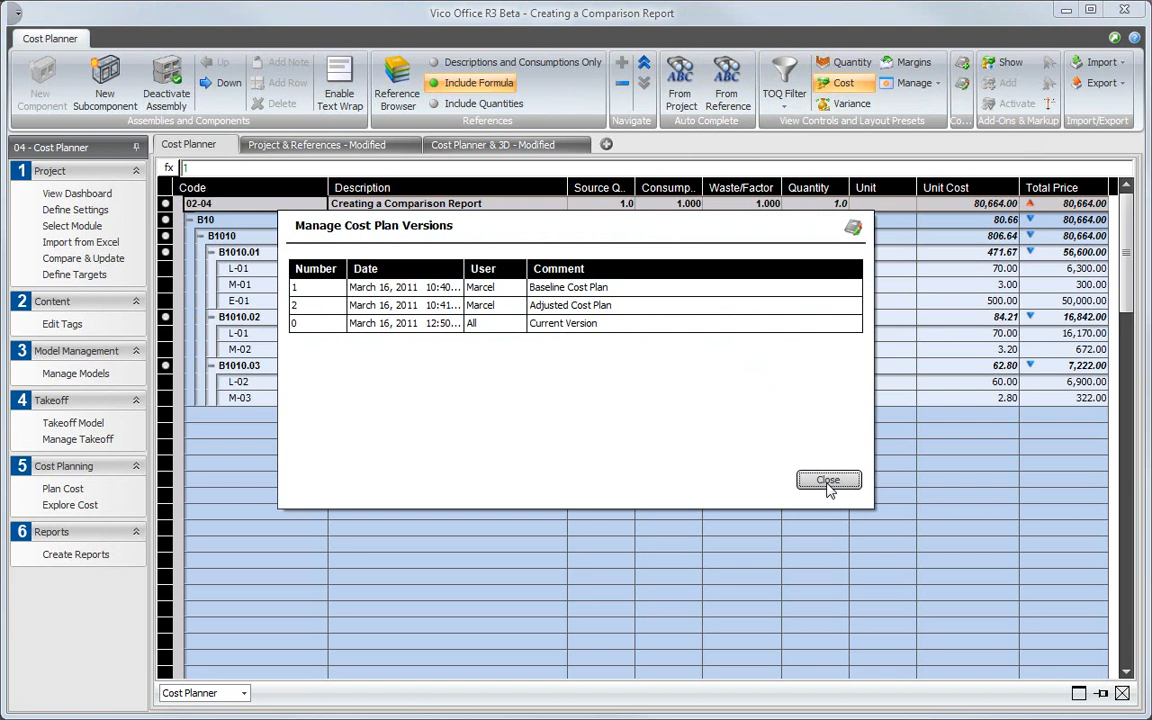 Vico Office R3 Beta - Creating a Comparison Report
Cost Planner
New Component
New Subcomponent
Deactivate Assembly
Up
Down
Add Note
Add Row
Delete
Enable Text Wrap
Assemblies and Components
Reference Browser
Descriptions and Consumptions Only
Include Formula
Include Quantities
References
Navigate
From Project
From Reference
Auto Complete
TOQ Filter
Quantity
Cost
Variance
Margins
Manage
View Controls and Layout Presets
Co...
Show
Add
Activate
Add-Ons & Markup
Import
Export
Import/Export
04 - Cost Planner
Cost Planner
Project & References - Modified
Cost Planner & 3D - Modified
1 Project
View Dashboard
Define Settings
Select Module
Import from Excel
Compare & Update
Define Targets
2 Content
Edit Tags
3 Model Management
Manage Models
4 Takeoff
Takeoff Model
Manage Takeoff
5 Cost Planning
Plan Cost
Explore Cost
6 Reports
Create Reports
fx 1
Code Description Source Q.. Consump.. Waste/Factor Quantity Unit Unit Cost Total Price
02-04 Creating a Comparison Report 1.0 1.000 1.000 1.0 80,664.00 80,664.00
B10 80.66 80,664.00
B1010 806.64 80,664.00
B1010.01 471.67 56,600.00
L-01 70.00 6,300.00
M-01 3.00 300.00
E-01 500.00 50,000.00
B1010.02 84.21 16,842.00
L-01 70.00 16,170.00
M-02 3.20 672.00
B1010.03 62.80 7,222.00
L-02 60.00 6,900.00
M-03 2.80 322.00
Manage Cost Plan Versions
Number Date User Comment
1 March 16, 2011 10:40... Marcel Baseline Cost Plan
2 March 16, 2011 10:41... Marcel Adjusted Cost Plan
0 March 16, 2011 12:50... All Current Version
Close
Cost Planner